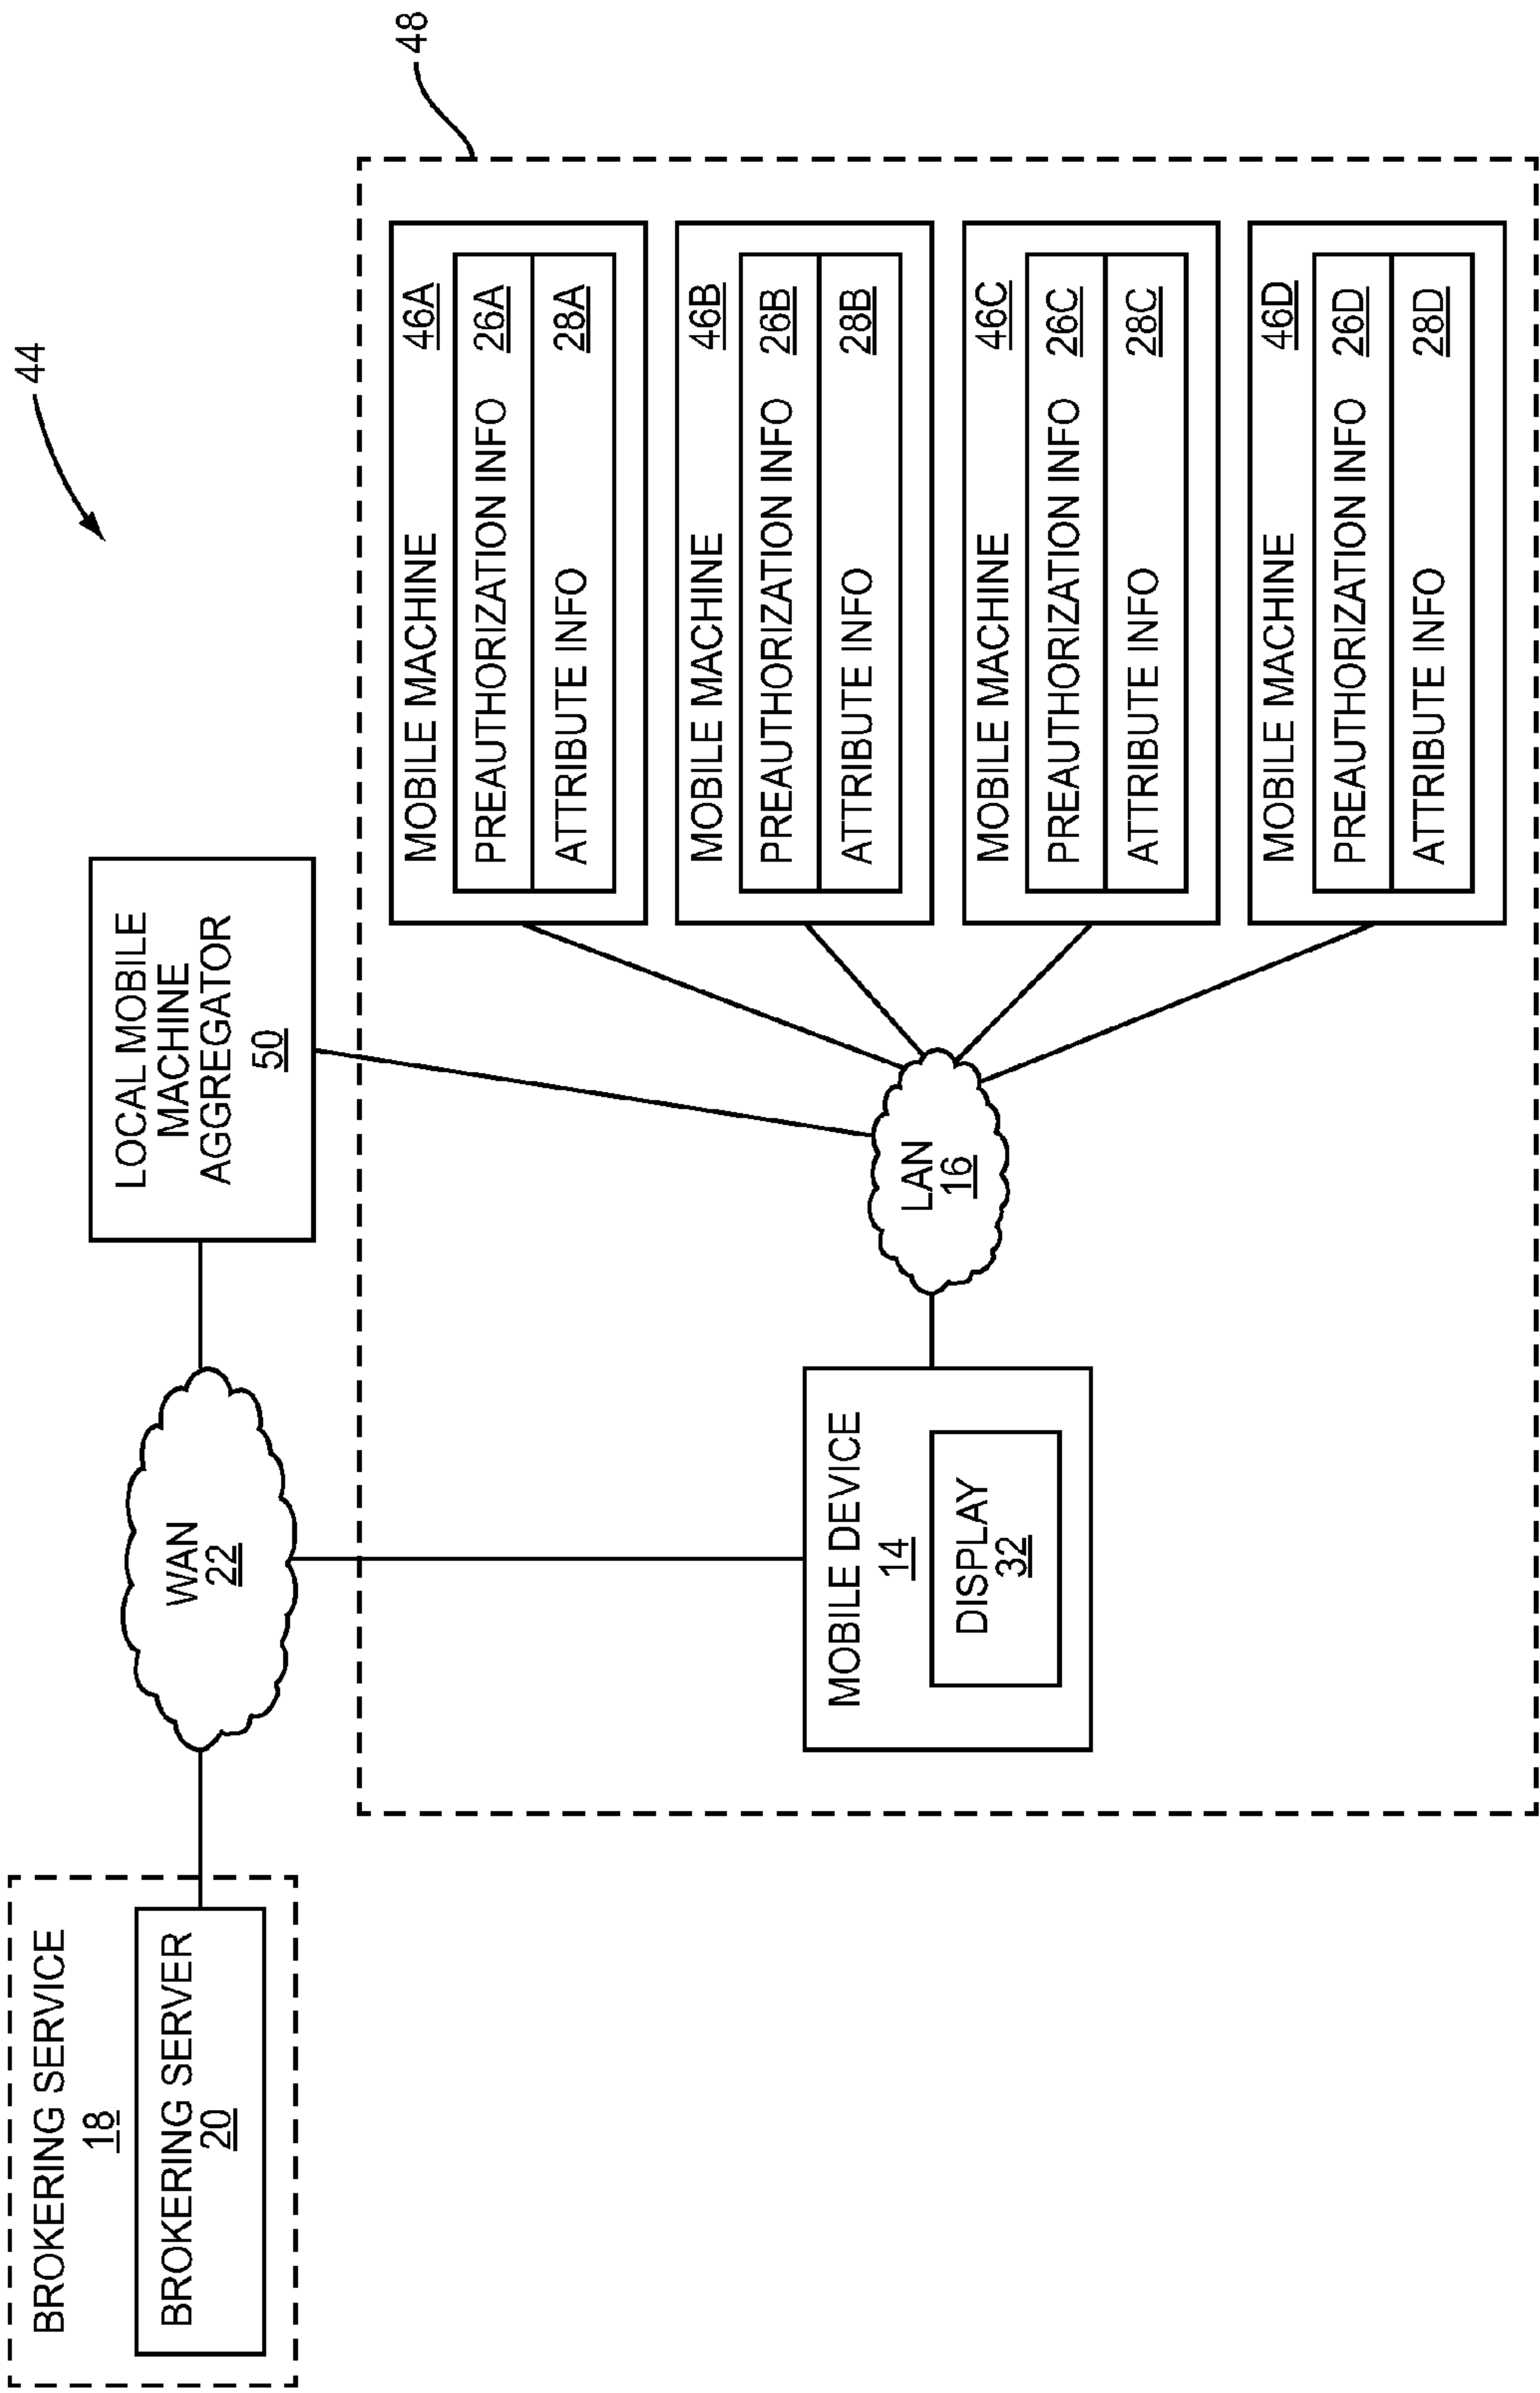 44
48
BROKERING SERVICE
18
BROKERING SERVER
20
WAN
22
LOCAL MOBILE
MACHINE
AGGREGATOR
50
MOBILE DEVICE
14
DISPLAY
32
LAN
16
MOBILE MACHINE 46A
PREAUTHORIZATION INFO 26A
ATTRIBUTE INFO 28A
MOBILE MACHINE 46B
PREAUTHORIZATION INFO 26B
ATTRIBUTE INFO 28B
MOBILE MACHINE 46C
PREAUTHORIZATION INFO 26C
ATTRIBUTE INFO 28C
MOBILE MACHINE 46D
PREAUTHORIZATION INFO 26D
ATTRIBUTE INFO 28D